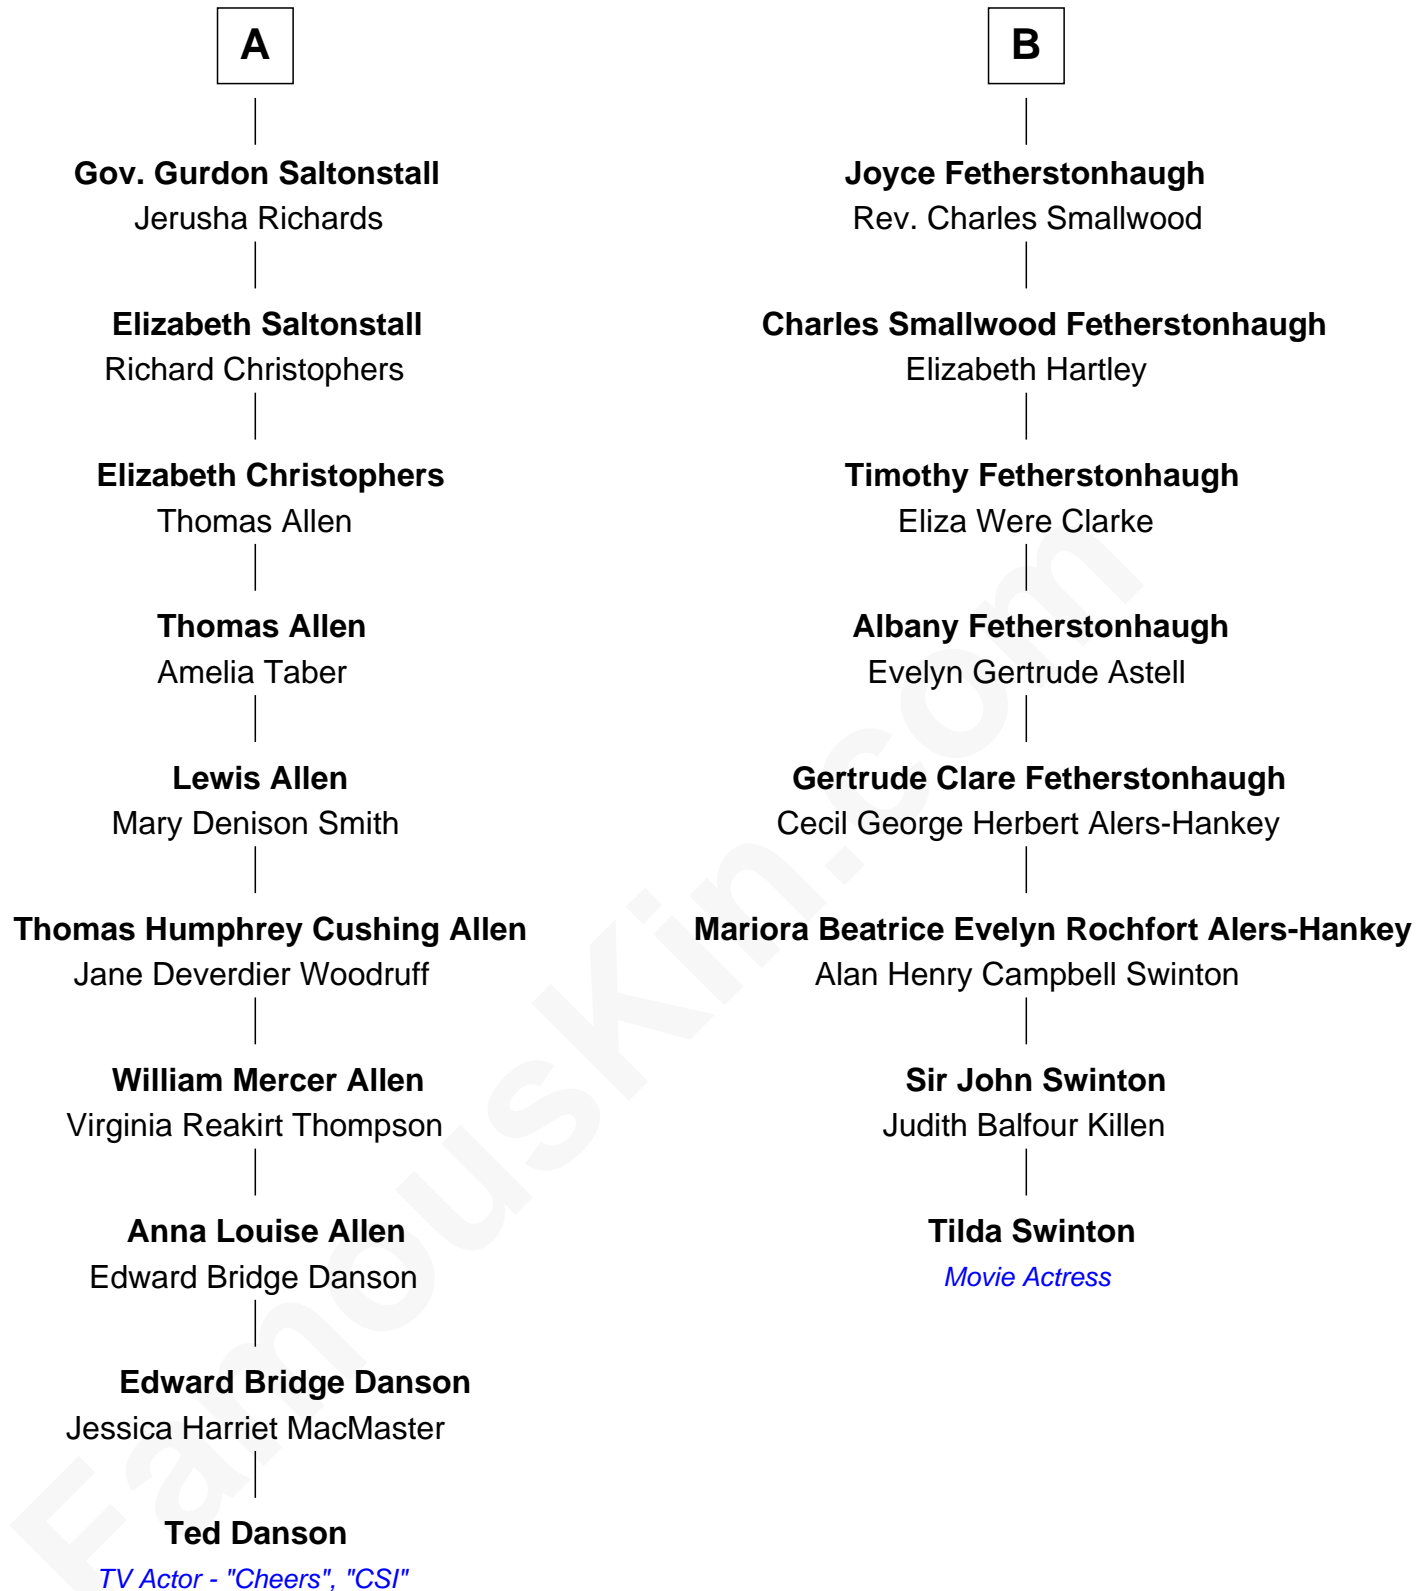 A
Gov. Gurdon Saltonstall
Jerusha Richards
Elizabeth Saltonstall
Richard Christophers
Elizabeth Christophers
Thomas Allen
Thomas Allen
Amelia Taber
Lewis Allen
Mary Denison Smith
Thomas Humphrey Cushing Allen
Jane Deverdier Woodruff
William Mercer Allen
Virginia Reakirt Thompson
Anna Louise Allen
Edward Bridge Danson
Edward Bridge Danson
Jessica Harriet MacMaster
Ted Danson
TV Actor - "Cheers", "CSI"
B
Joyce Fetherstonhaugh
Rev. Charles Smallwood
Charles Smallwood Fetherstonhaugh
Elizabeth Hartley
Timothy Fetherstonhaugh
Eliza Were Clarke
Albany Fetherstonhaugh
Evelyn Gertrude Astell
Gertrude Clare Fetherstonhaugh
Cecil George Herbert Alers-Hankey
Mariora Beatrice Evelyn Rochfort Alers-Hankey
Alan Henry Campbell Swinton
Sir John Swinton
Judith Balfour Killen
Tilda Swinton
Movie Actress
FamousKin.com